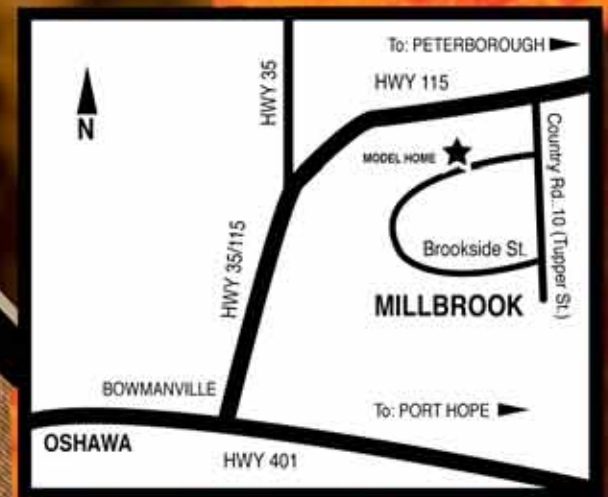 To: PETERBOROUGH
HWY 35
HWY 115
N
MODEL HOME
Country Rd..10 (Tupper St.)
Brookside St.
HWY 35/115
MILLBROOK
BOWMANVILLE
To: PORT HOPE
OSHAWA
HWY 401